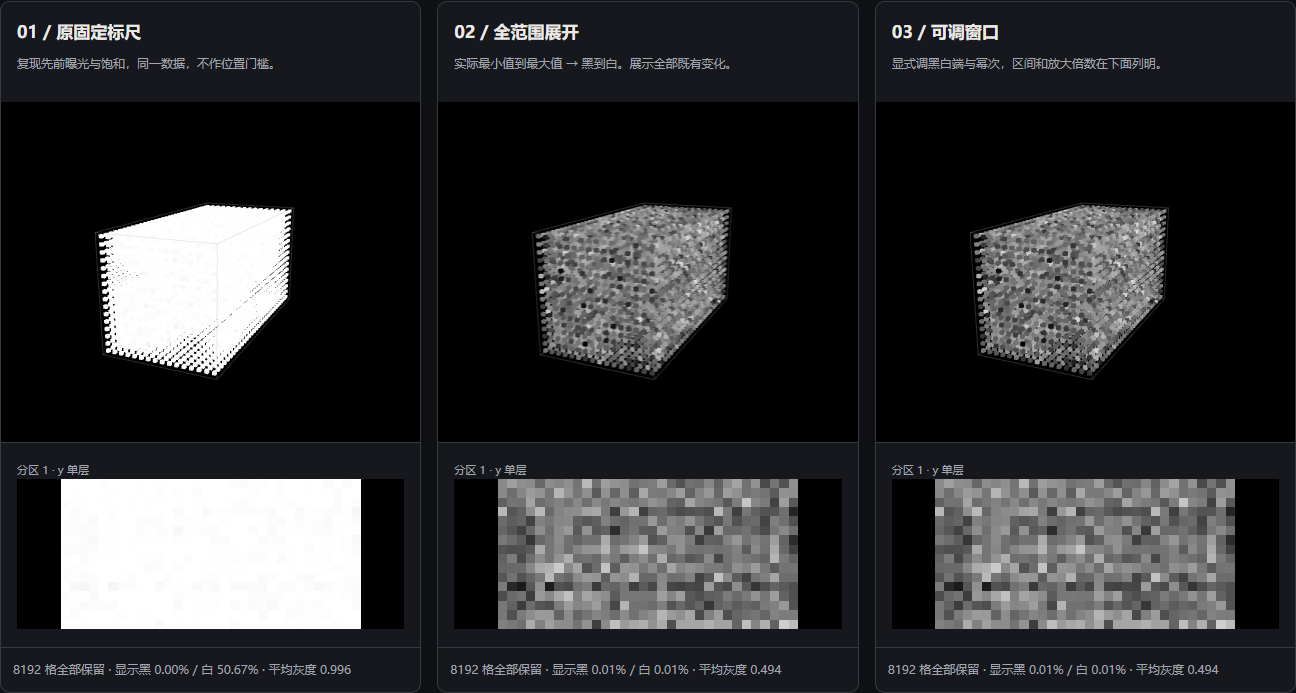 01 / 原固定标尺
复现先前曝光与饱和，同一数据，不作位置门槛。
分区 1 · y 单层
8192 格全部保留 · 显示黑 0.00% / 白 50.67% · 平均灰度 0.996
02 / 全范围展开
实际最小值到最大值 → 黑到白。展示全部既有变化。
分区 1 · y 单层
8192 格全部保留 · 显示黑 0.01% / 白 0.01% · 平均灰度 0.494
03 / 可调窗口
显式调黑白端与幂次，区间和放大倍数在下面列明。
分区 1 · y 单层
8192 格全部保留 · 显示黑 0.01% / 白 0.01% · 平均灰度 0.494